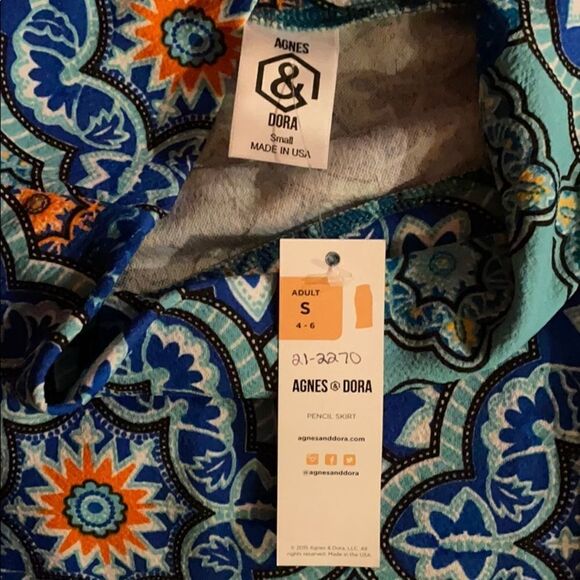 AGNES
&
DORA
Small
MADE IN USA
ADULT
S
4 - 6
21-2270
AGNES & DORA
PENCIL SKIRT
agnesanddora.com
@agnesanddora
© 2015 Agnes & Dora, LLC. All
rights reserved. Made in the USA